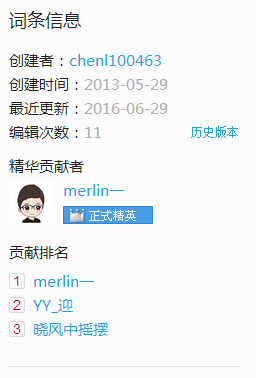 词条信息
创建者：chenl100463
创建时间：2013-05-29
最近更新：2016-06-29
编辑次数：11 历史版本
精华贡献者
merlin一
正式精英
贡献排名
1 merlin一
2 YY_迎
3 晓风中摇摆